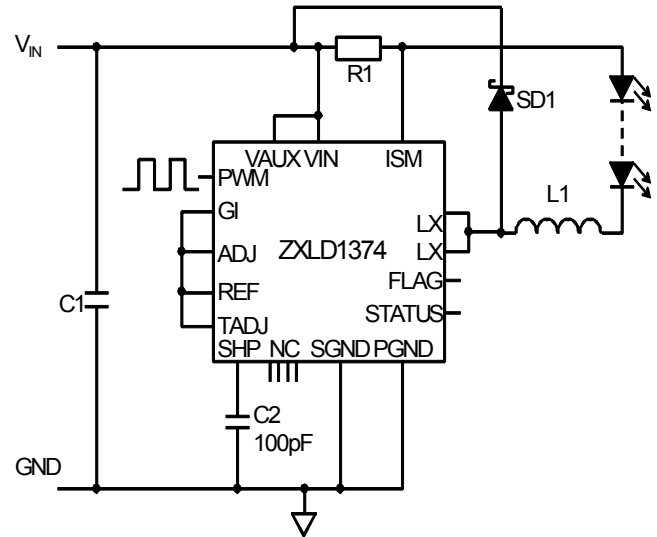 VIN
R1
SD1
VAUX VIN ISM
PWM
GI
ADJ
REF
TADJ
ZXLD1374
LX
LX
FLAG
STATUS
L1
C1
SHP NC SGND PGND
C2
100pF
GND